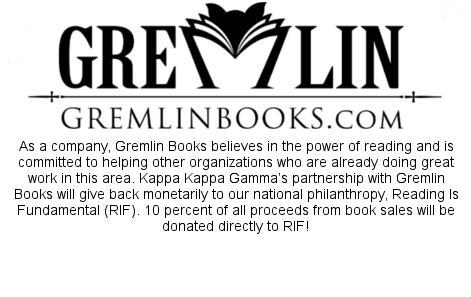 GREMLIN
GREMLINBOOKS.COM
As a company, Gremlin Books believes in the power of reading and is
committed to helping other organizations who are already doing great
work in this area. Kappa Kappa Gamma's partnership with Gremlin
Books will give back monetarily to our national philanthropy, Reading Is
Fundamental (RIF). 10 percent of all proceeds from book sales will be
donated directly to RIF!